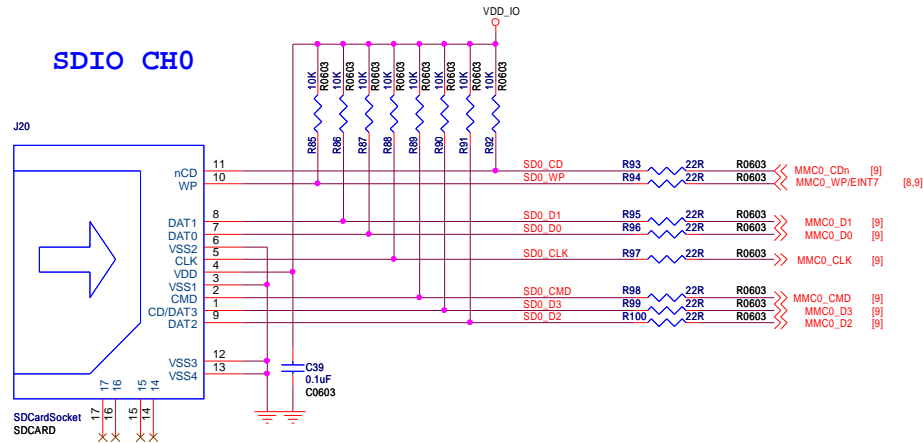 VDD_IO
SDIO CH0
10K 10K 10K 10K 10K 10K 10K 10K
R0603 R0603 R0603 R0603 R0603 R0603 R0603 R0603
R85 R86 R87 R88 R89 R90 R91 R92
J20
nCD 11 SD0_CD R93 22R R0603 MMC0_CDn [9]
WP 10 SD0_WP R94 22R R0603 MMC0_WP/EINT7 [8,9]
DAT1 8 SD0_D1 R95 22R R0603 MMC0_D1 [9]
DAT0 7 SD0_D0 R96 22R R0603 MMC0_D0 [9]
VSS2 6
CLK 5 SD0_CLK R97 22R R0603 MMC0_CLK [9]
VDD 4
VSS1 3
CMD 2 SD0_CMD R98 22R R0603 MMC0_CMD [9]
CD/DAT3 1 SD0_D3 R99 22R R0603 MMC0_D3 [9]
DAT2 9 SD0_D2 R100 22R R0603 MMC0_D2 [9]
VSS3 12
VSS4 13
C39
0.1uF
C0603
17 16 15 14
17 16 15 14
SDCardSocket
SDCARD